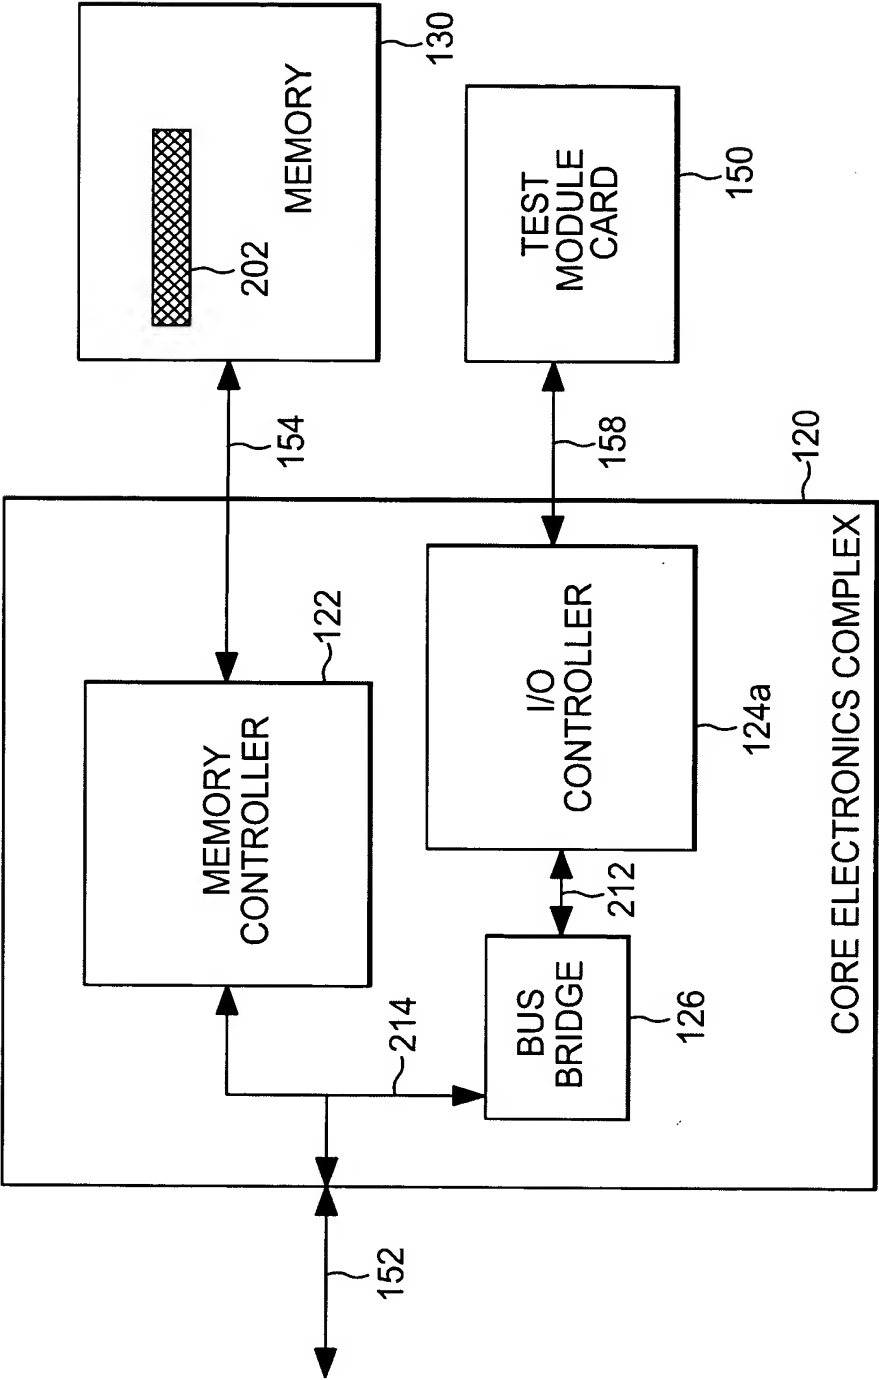 MEMORY
130
202
TEST
MODULE
CARD
150
154
158
120
MEMORY
CONTROLLER
122
I/O
CONTROLLER
124a
212
BUS
BRIDGE
126
214
CORE ELECTRONICS COMPLEX
152